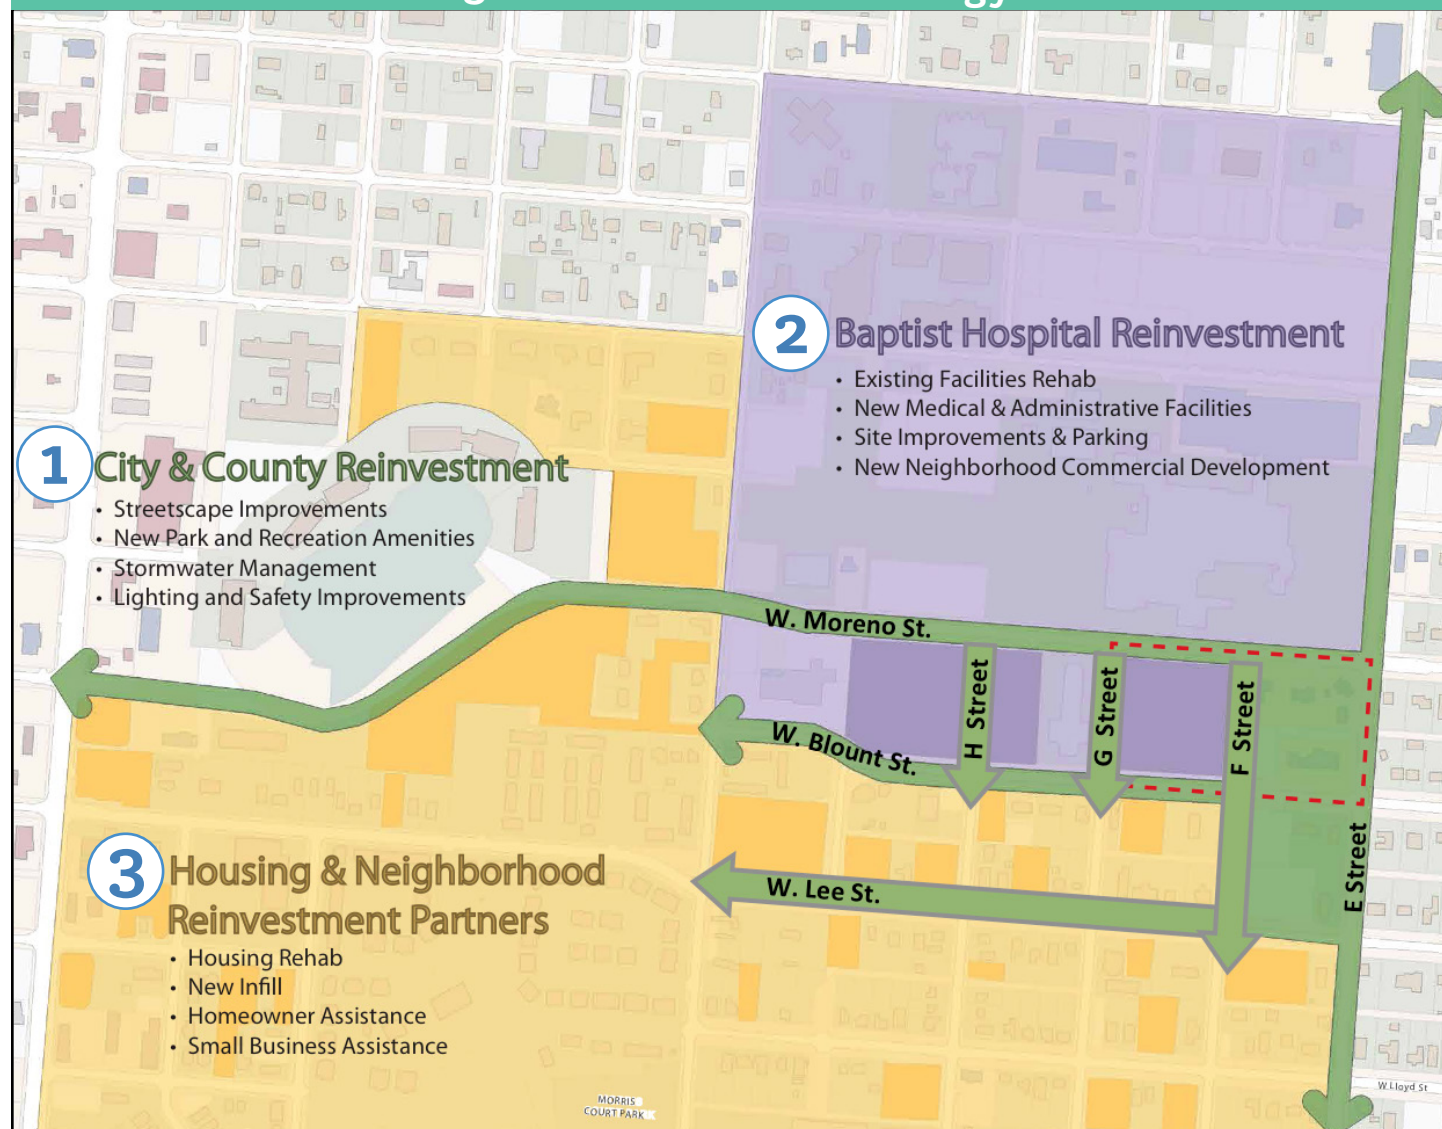 2 Baptist Hospital Reinvestment
• Existing Facilities Rehab
• New Medical & Administrative Facilities
• Site Improvements & Parking
• New Neighborhood Commercial Development
1 City & County Reinvestment
• Streetscape Improvements
• New Park and Recreation Amenities
• Stormwater Management
• Lighting and Safety Improvements
W. Moreno St.
H Street
G Street
F Street
W. Blount St.
E Street
3 Housing & Neighborhood
Reinvestment Partners
• Housing Rehab
• New Infill
• Homeowner Assistance
• Small Business Assistance
W. Lee St.
W Lloyd St
MORRIS
COURT PARK